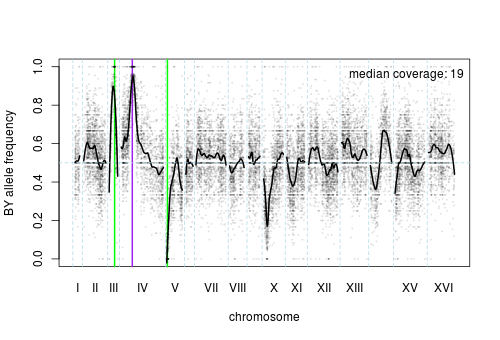 median coverage: 19
BY allele frequency
1.0
0.8
0.6
0.4
0.2
0.0
I II III IV V VII VIII X XI XII XIII XV XVI
chromosome